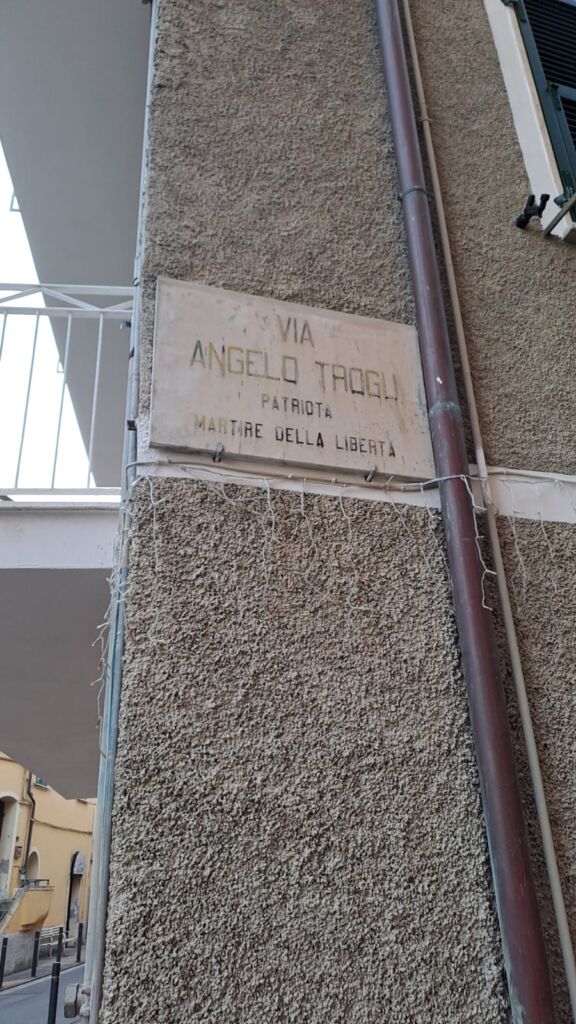 VIA
ANGELO TROGU
PATRIOTA
MARTIRE DELLA LIBERTÀ